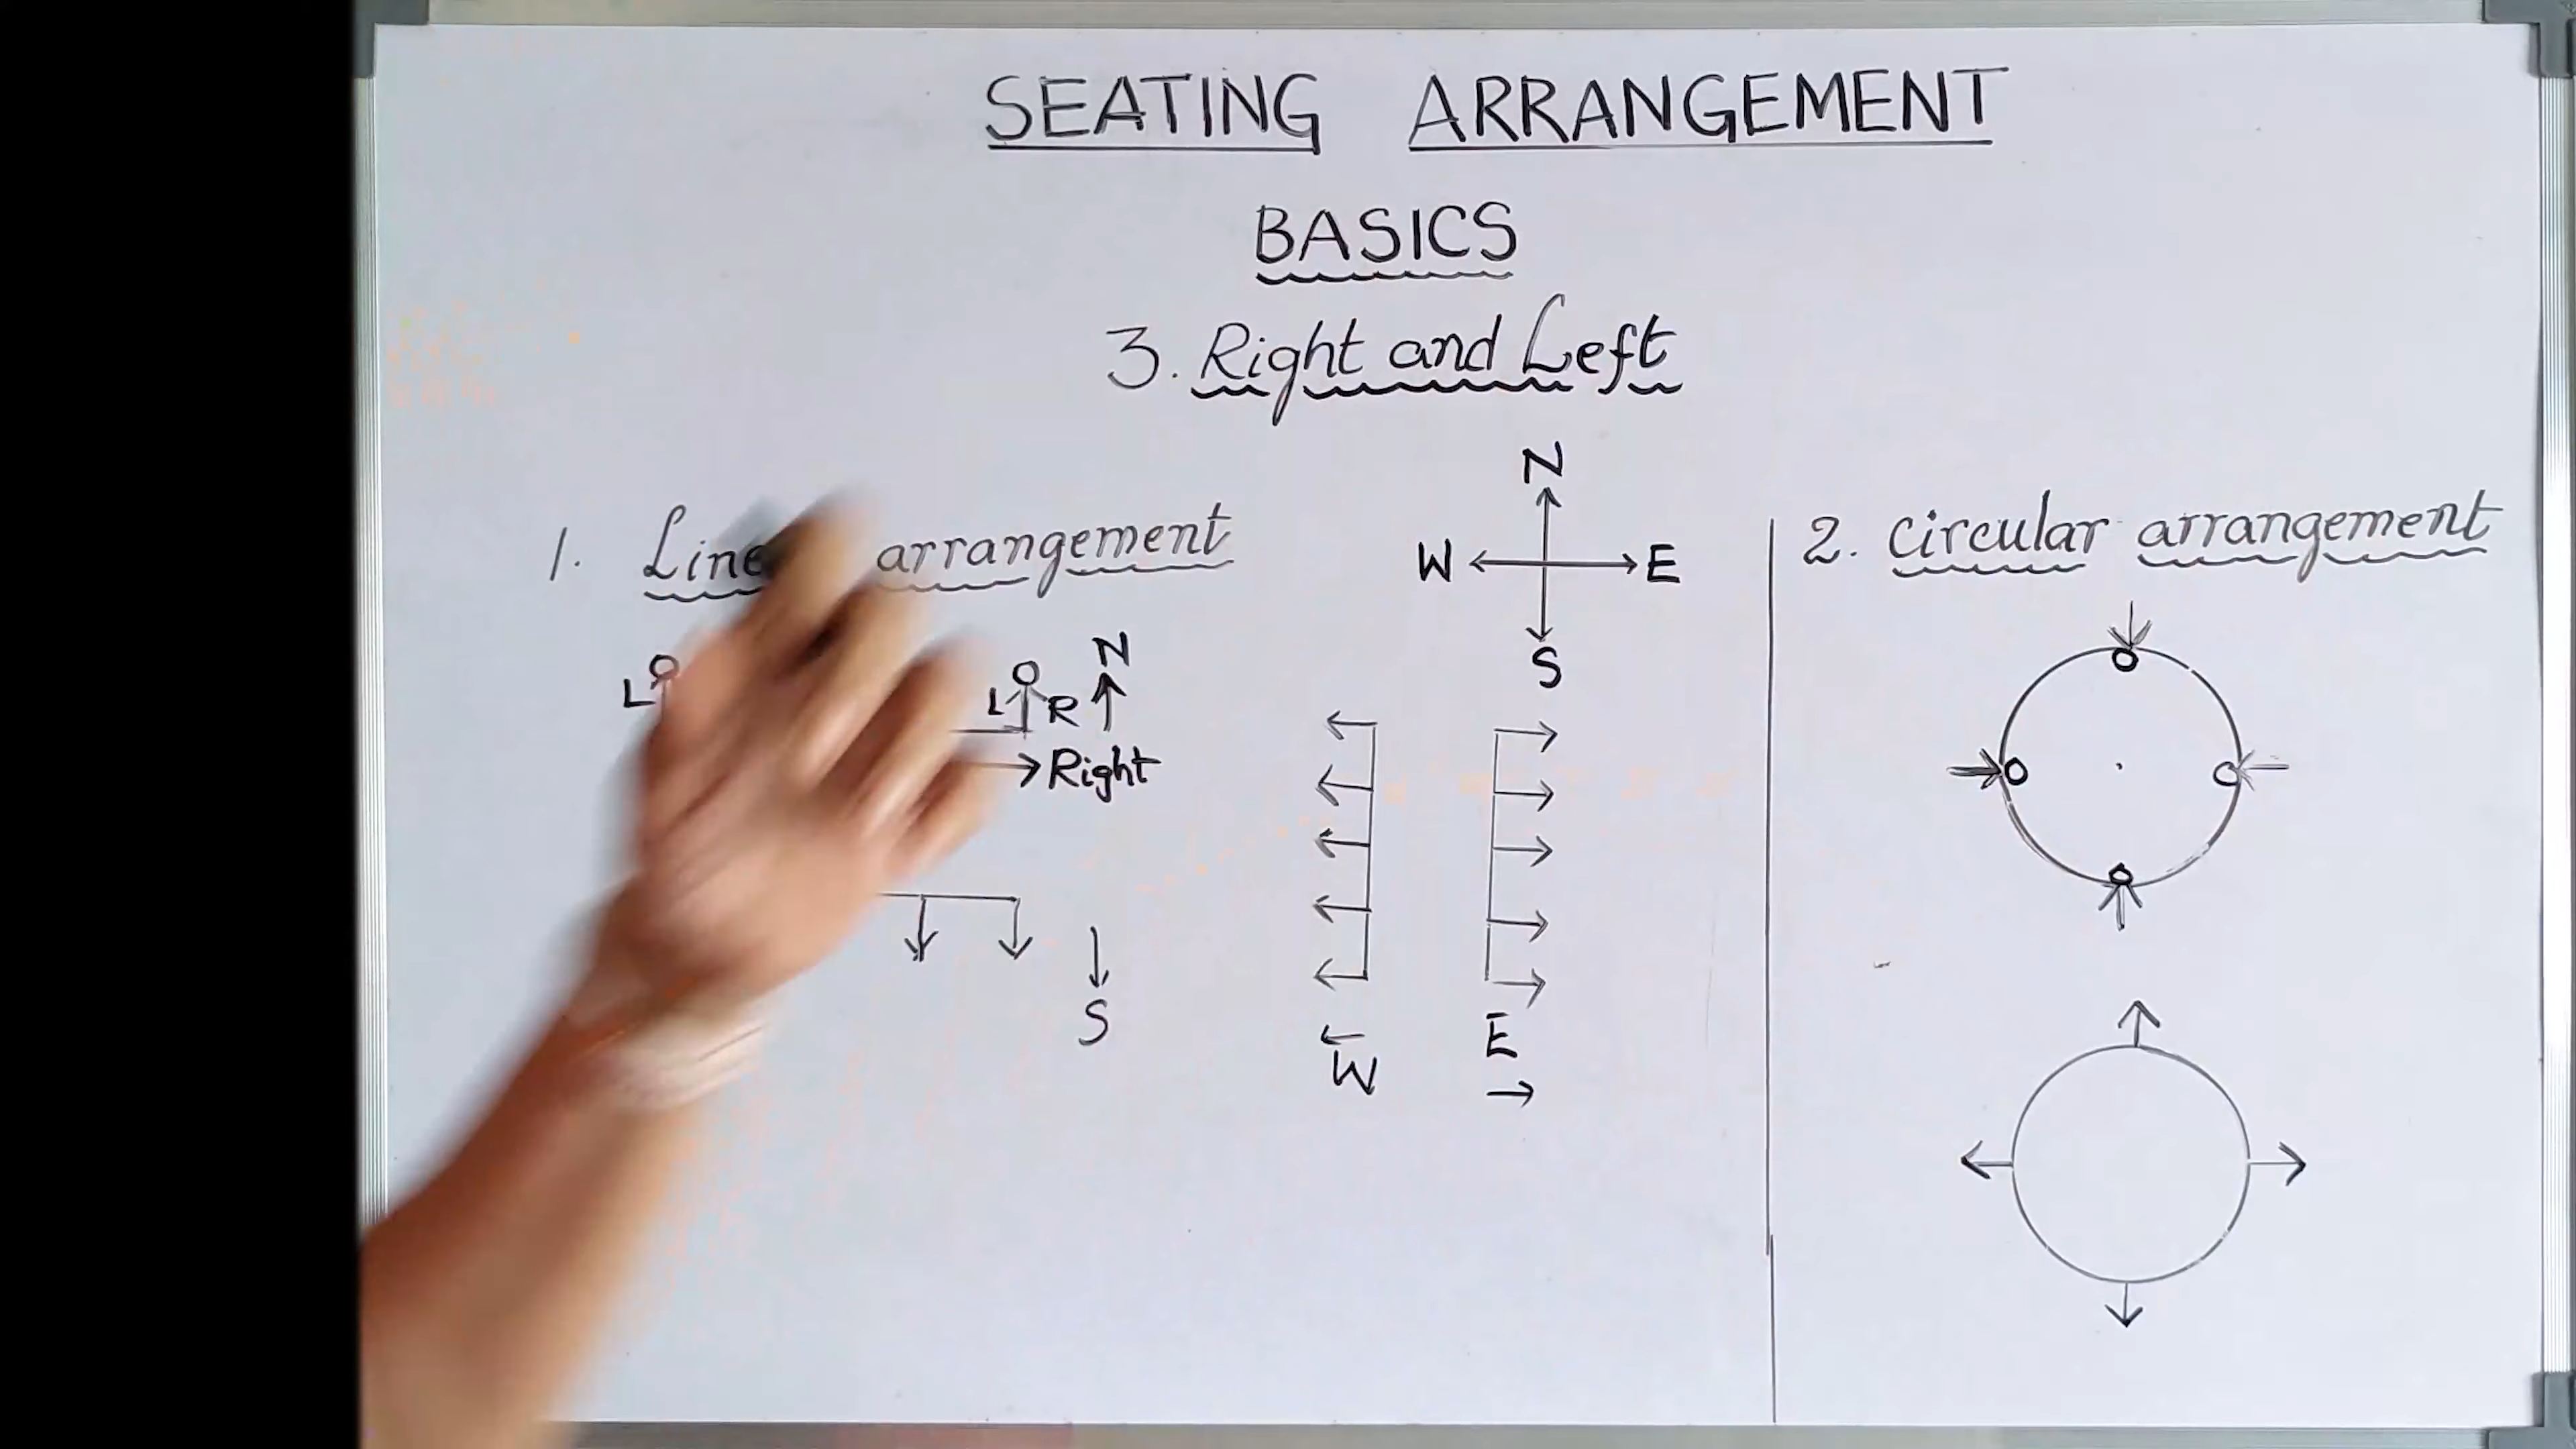 SEATING ARRANGEMENT
BASICS
3. Right and Left
1. Line arrangement
N
W E
S
2. Circular arrangement
L
L R
N
Right
S
W
E